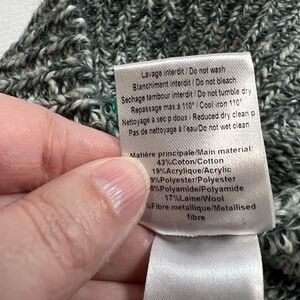 Lavage interdit / Do not wash
Blanchiment interdit / Do not bleach
Sechage tambour interdit / Do not tumble dry
Repassage max à 110° / Cool iron 110°
Nettoyage a sec p doux / Reduced dry clean p
Pas de nettoyage a l'eau/Do not wet clean
Matière principale/Main material:
43%Coton/Cotton
19%Acrylique/Acrylic
9%Polyester/Polyester
0%Polyamide/Polyamide
17%Laine/Wool
%Fibre metallique/Metallised
fibre